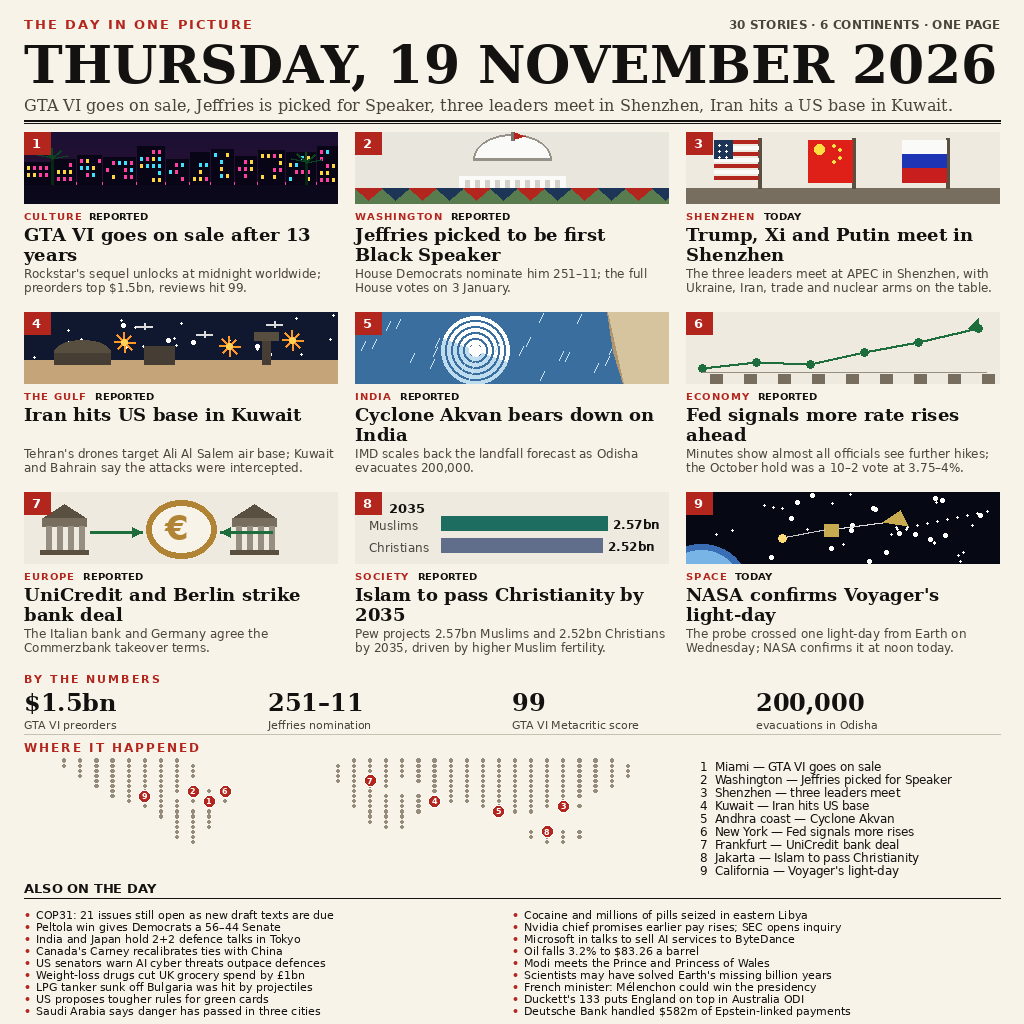 THE DAY IN ONE PICTURE
30 STORIES · 6 CONTINENTS · ONE PAGE
THURSDAY, 19 NOVEMBER 2026
GTA VI goes on sale, Jeffries is picked for Speaker, three leaders meet in Shenzhen, Iran hits a US base in Kuwait.
1
CULTURE REPORTED
GTA VI goes on sale after 13
years
Rockstar's sequel unlocks at midnight worldwide;
preorders top $1.5bn, reviews hit 99.
2
WASHINGTON REPORTED
Jeffries picked to be first
Black Speaker
House Democrats nominate him 251–11; the full
House votes on 3 January.
3
SHENZHEN TODAY
Trump, Xi and Putin meet in
Shenzhen
The three leaders meet at APEC in Shenzhen, with
Ukraine, Iran, trade and nuclear arms on the table.
4
THE GULF REPORTED
Iran hits US base in Kuwait
Tehran's drones target Ali Al Salem air base; Kuwait
and Bahrain say the attacks were intercepted.
5
INDIA REPORTED
Cyclone Akvan bears down on
India
IMD scales back the landfall forecast as Odisha
evacuates 200,000.
6
ECONOMY REPORTED
Fed signals more rate rises
ahead
Minutes show almost all officials see further hikes;
the October hold was a 10–2 vote at 3.75–4%.
7
€
EUROPE REPORTED
UniCredit and Berlin strike
bank deal
The Italian bank and Germany agree the
Commerzbank takeover terms.
8
2035
Muslims 2.57bn
Christians 2.52bn
SOCIETY REPORTED
Islam to pass Christianity by
2035
Pew projects 2.57bn Muslims and 2.52bn Christians
by 2035, driven by higher Muslim fertility.
9
SPACE TODAY
NASA confirms Voyager's
light-day
The probe crossed one light-day from Earth on
Wednesday; NASA confirms it at noon today.
BY THE NUMBERS
$1.5bn
GTA VI preorders
251–11
Jeffries nomination
99
GTA VI Metacritic score
200,000
evacuations in Odisha
WHERE IT HAPPENED
7
9
2
6
1
4
5
3
8
1 Miami — GTA VI goes on sale
2 Washington — Jeffries picked for Speaker
3 Shenzhen — three leaders meet
4 Kuwait — Iran hits US base
5 Andhra coast — Cyclone Akvan
6 New York — Fed signals more rises
7 Frankfurt — UniCredit bank deal
8 Jakarta — Islam to pass Christianity
9 California — Voyager's light-day
ALSO ON THE DAY
• COP31: 21 issues still open as new draft texts are due
• Peltola win gives Democrats a 56–44 Senate
• India and Japan hold 2+2 defence talks in Tokyo
• Canada's Carney recalibrates ties with China
• US senators warn AI cyber threats outpace defences
• Weight-loss drugs cut UK grocery spend by £1bn
• LPG tanker sunk off Bulgaria was hit by projectiles
• US proposes tougher rules for green cards
• Saudi Arabia says danger has passed in three cities
• Cocaine and millions of pills seized in eastern Libya
• Nvidia chief promises earlier pay rises; SEC opens inquiry
• Microsoft in talks to sell AI services to ByteDance
• Oil falls 3.2% to $83.26 a barrel
• Modi meets the Prince and Princess of Wales
• Scientists may have solved Earth's missing billion years
• French minister: Mélenchon could win the presidency
• Duckett's 133 puts England on top in Australia ODI
• Deutsche Bank handled $582m of Epstein-linked payments